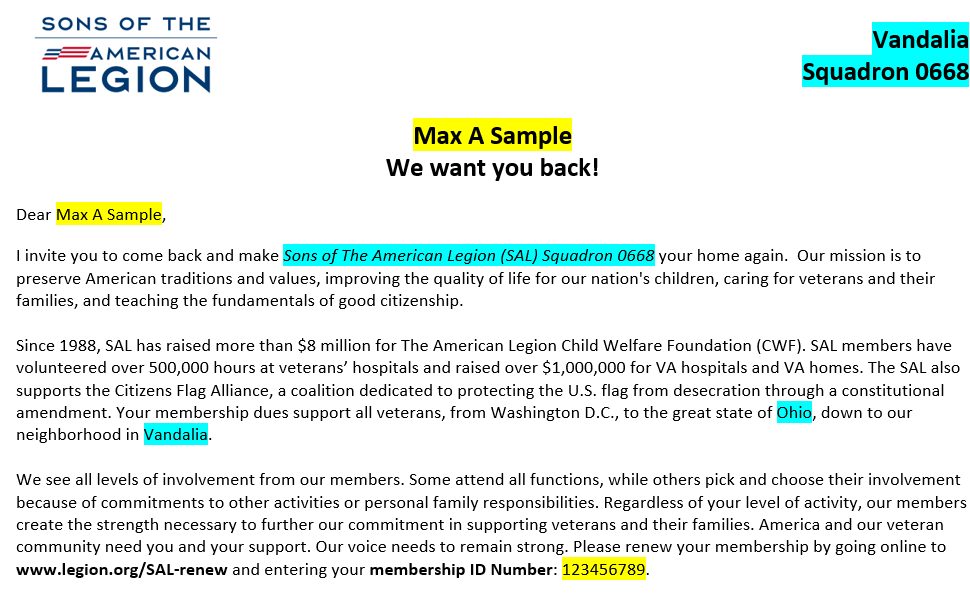 SONS OF THE
AMERICAN
LEGION
Vandalia
Squadron 0668
Max A Sample
We want you back!
Dear Max A Sample,
I invite you to come back and make Sons of The American Legion (SAL) Squadron 0668 your home again.  Our mission is to
preserve American traditions and values, improving the quality of life for our nation's children, caring for veterans and their
families, and teaching the fundamentals of good citizenship.
Since 1988, SAL has raised more than $8 million for The American Legion Child Welfare Foundation (CWF). SAL members have
volunteered over 500,000 hours at veterans’ hospitals and raised over $1,000,000 for VA hospitals and VA homes. The SAL also
supports the Citizens Flag Alliance, a coalition dedicated to protecting the U.S. flag from desecration through a constitutional
amendment. Your membership dues support all veterans, from Washington D.C., to the great state of Ohio, down to our
neighborhood in Vandalia.
We see all levels of involvement from our members. Some attend all functions, while others pick and choose their involvement
because of commitments to other activities or personal family responsibilities. Regardless of your level of activity, our members
create the strength necessary to further our commitment in supporting veterans and their families. America and our veteran
community need you and your support. Our voice needs to remain strong. Please renew your membership by going online to
www.legion.org/SAL-renew and entering your membership ID Number: 123456789.